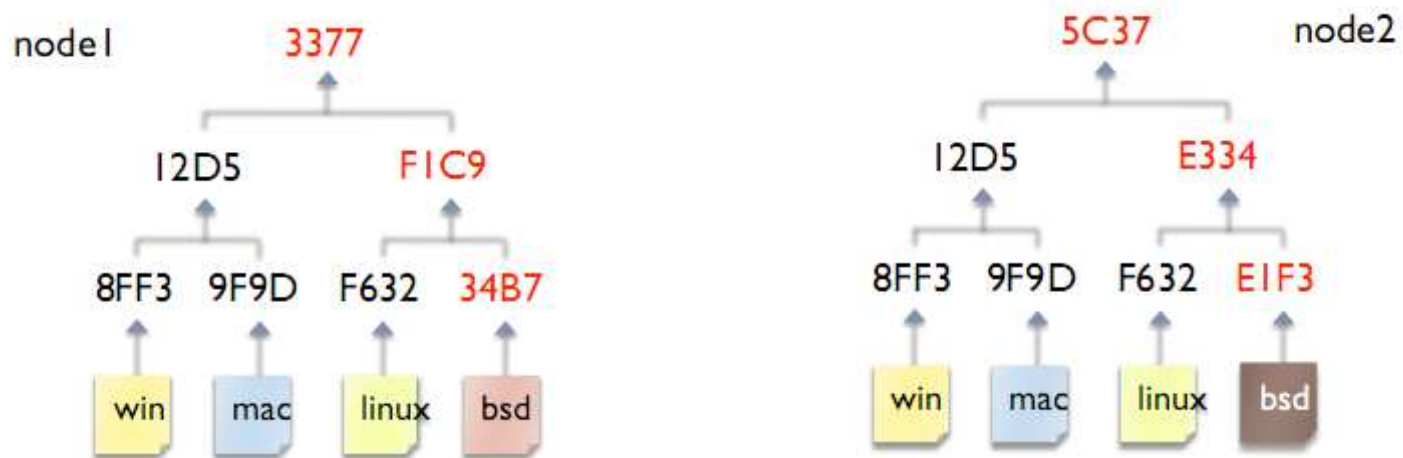 node1 3377 5C37 node2
12D5 F1C9 12D5 E334
8FF3 9F9D F632 34B7 8FF3 9F9D F632 E1F3
win mac linux bsd win mac linux bsd